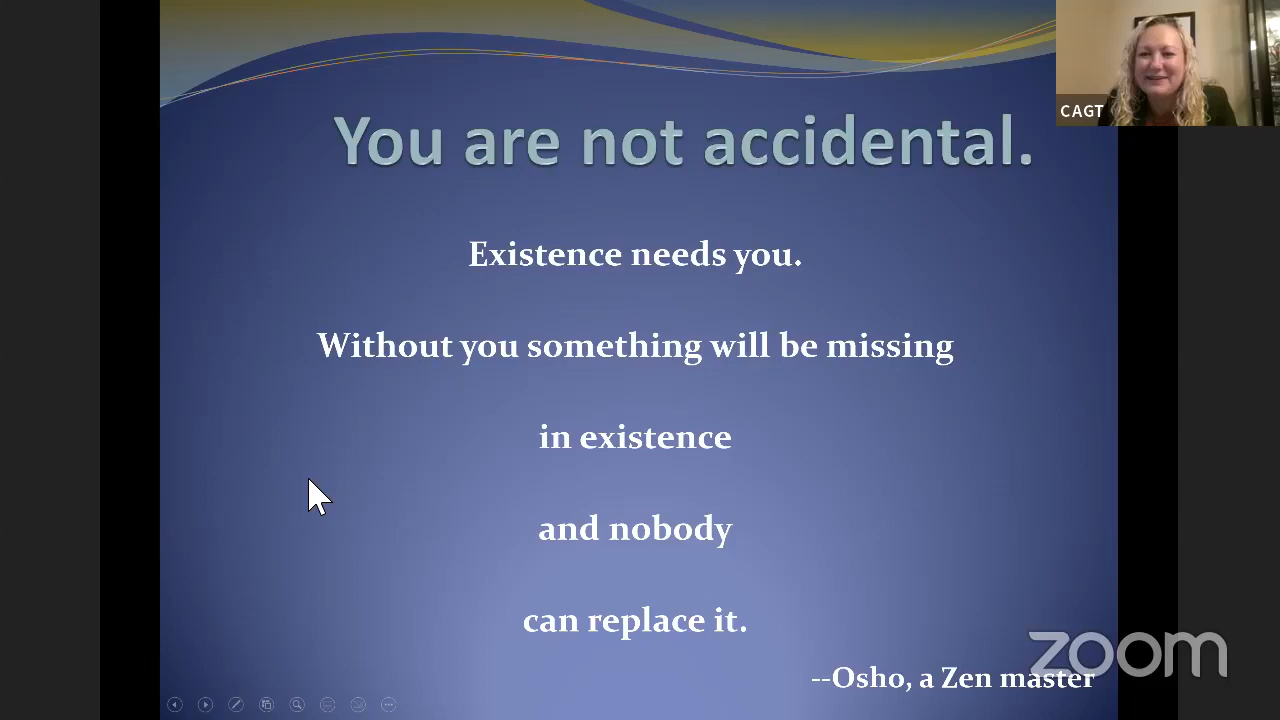 CAGT
You are not accidental.
Existence needs you.
Without you something will be missing
in existence
and nobody
can replace it.
--Osho, a Zen master
zoom